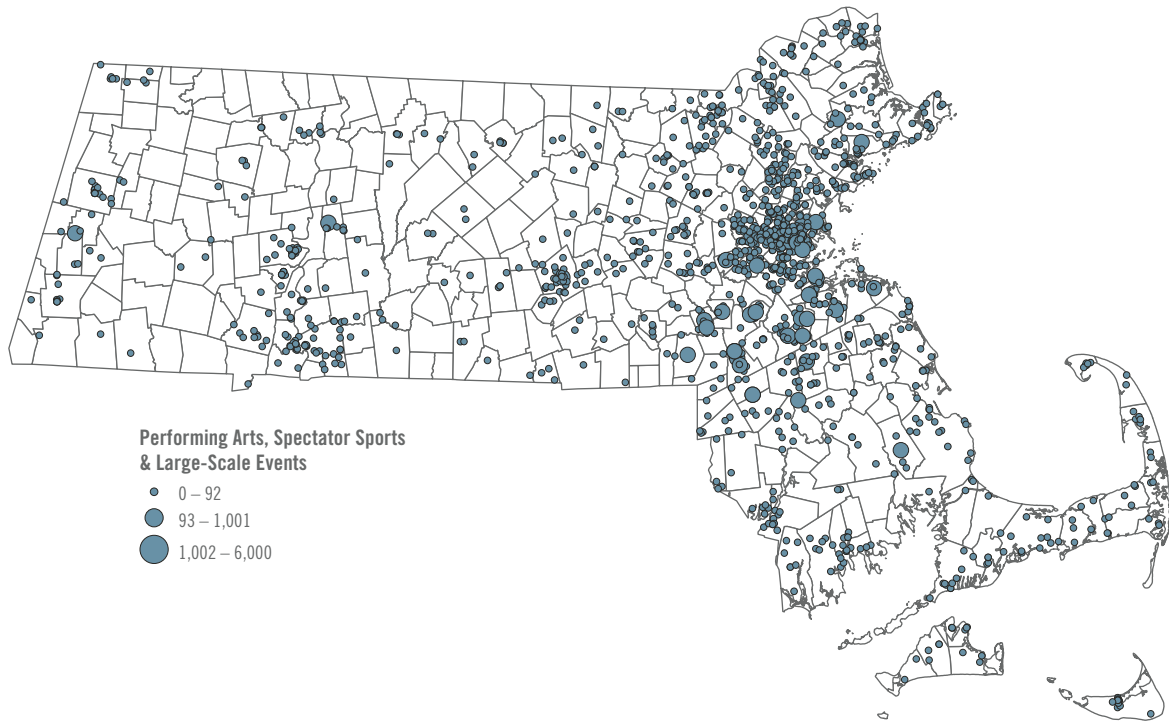 Performing Arts, Spectator Sports
& Large-Scale Events
0 – 92
93 – 1,001
1,002 – 6,000